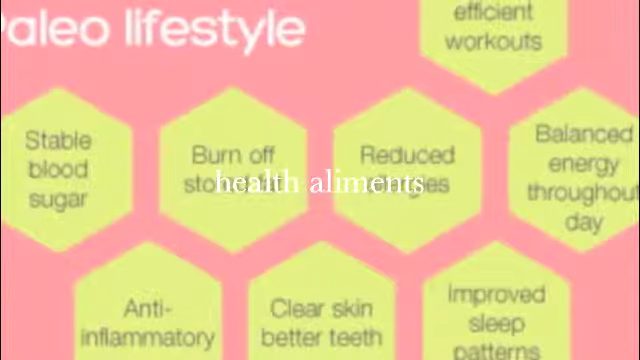 Paleo lifestyle
efficient
workouts
Stable
blood
sugar
Burn off
Reduced
Balanced
energy
throughout
day
health aliments
Anti-
inflammatory
Clear skin
better teeth
Improved
sleep
patterns